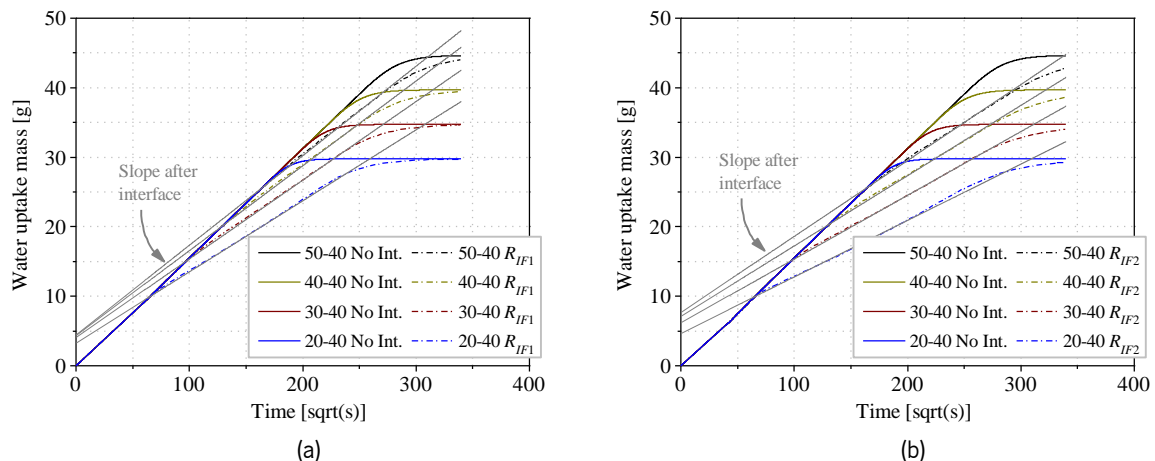 50
40
30
20
10
0
0
100
200
300
400
Water uptake mass [g]
Time [sqrt(s)]
Slope after
interface
50-40 No Int.
50-40 R_IF1
40-40 No Int.
40-40 R_IF1
30-40 No Int.
30-40 R_IF1
20-40 No Int.
20-40 R_IF1
(a)
50
40
30
20
10
0
0
100
200
300
400
Water uptake mass [g]
Time [sqrt(s)]
Slope after
interface
50-40 No Int.
50-40 R_IF2
40-40 No Int.
40-40 R_IF2
30-40 No Int.
30-40 R_IF2
20-40 No Int.
20-40 R_IF2
(b)